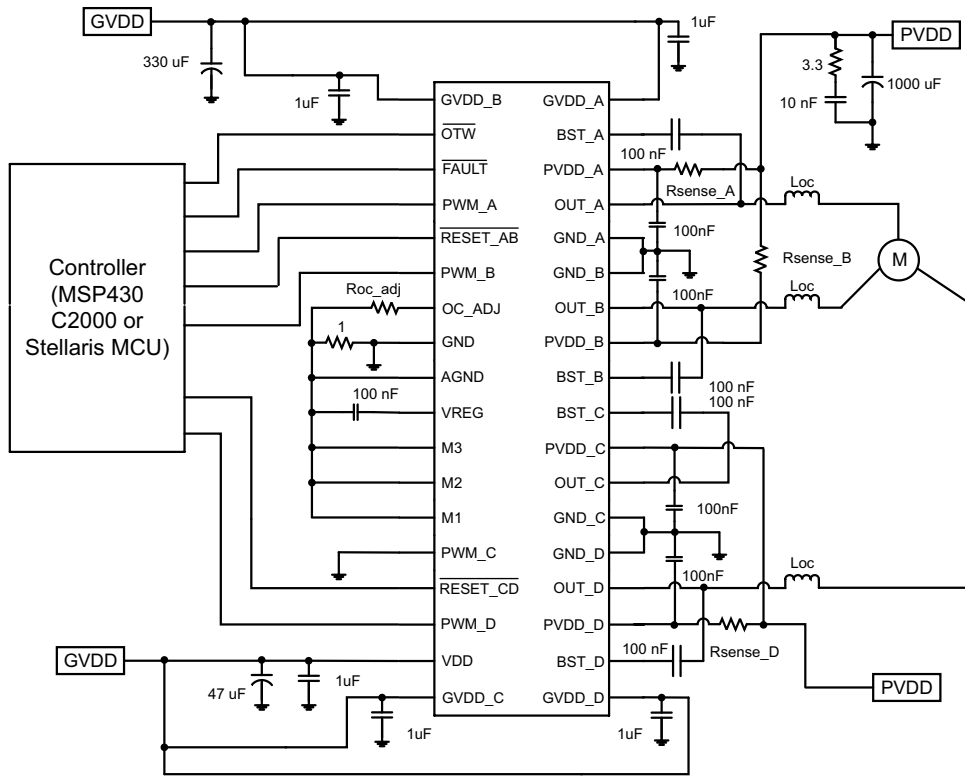 GVDD
330 uF
1uF
1uF
PVDD
3.3
10 nF
1000 uF
Controller
(MSP430
C2000 or
Stellaris MCU)
GVDD_B
OTW
FAULT
PWM_A
RESET_AB
PWM_B
OC_ADJ
GND
AGND
VREG
M3
M2
M1
PWM_C
RESET_CD
PWM_D
VDD
GVDD_C
GVDD_A
BST_A
PVDD_A
OUT_A
GND_A
GND_B
OUT_B
PVDD_B
BST_B
BST_C
PVDD_C
OUT_C
GND_C
GND_D
OUT_D
PVDD_D
BST_D
GVDD_D
Roc_adj
1
100 nF
100 nF
Rsense_A
100nF
100nF
Loc
Rsense_B
Loc
M
100 nF
100 nF
100nF
100nF
Loc
Rsense_D
100 nF
PVDD
GVDD
47 uF
1uF
1uF
1uF